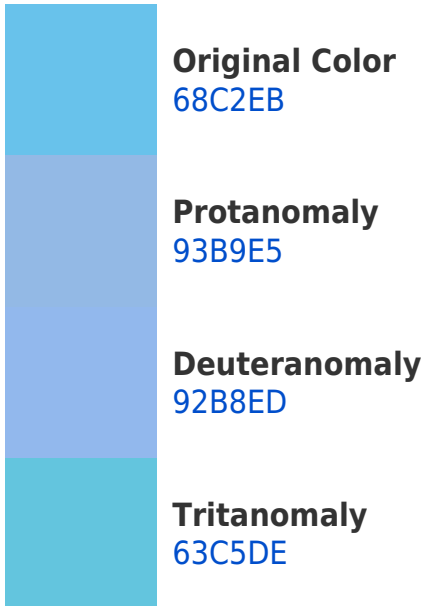 Original Color
68C2EB
Protanomaly
93B9E5
Deuteranomaly
92B8ED
Tritanomaly
63C5DE